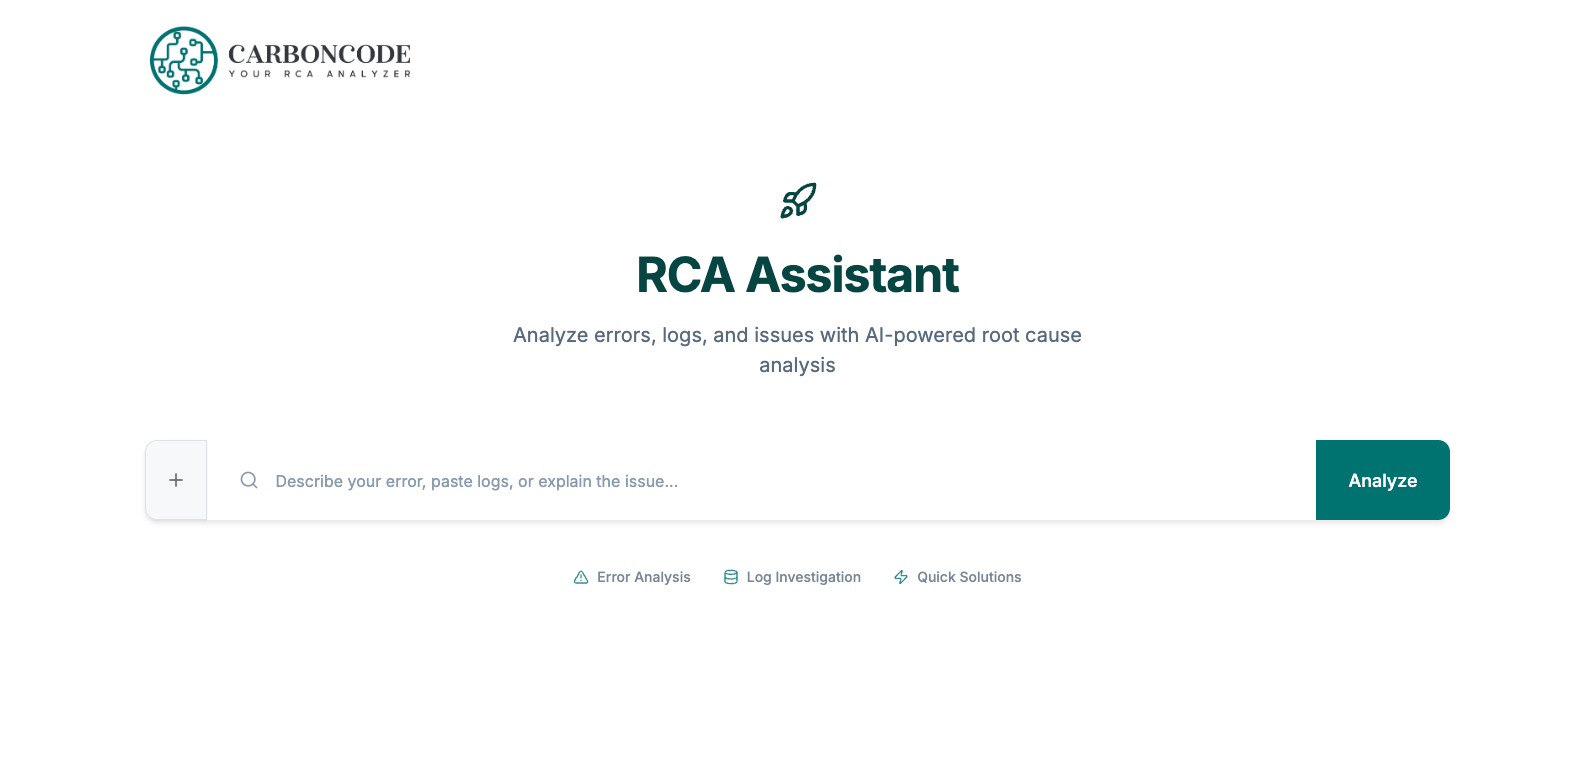 CARBONCODE
YOUR RCA ANALYZER
RCA Assistant
Analyze errors, logs, and issues with AI-powered root cause
analysis
Describe your error, paste logs, or explain the issue...
Analyze
Error Analysis
Log Investigation
Quick Solutions